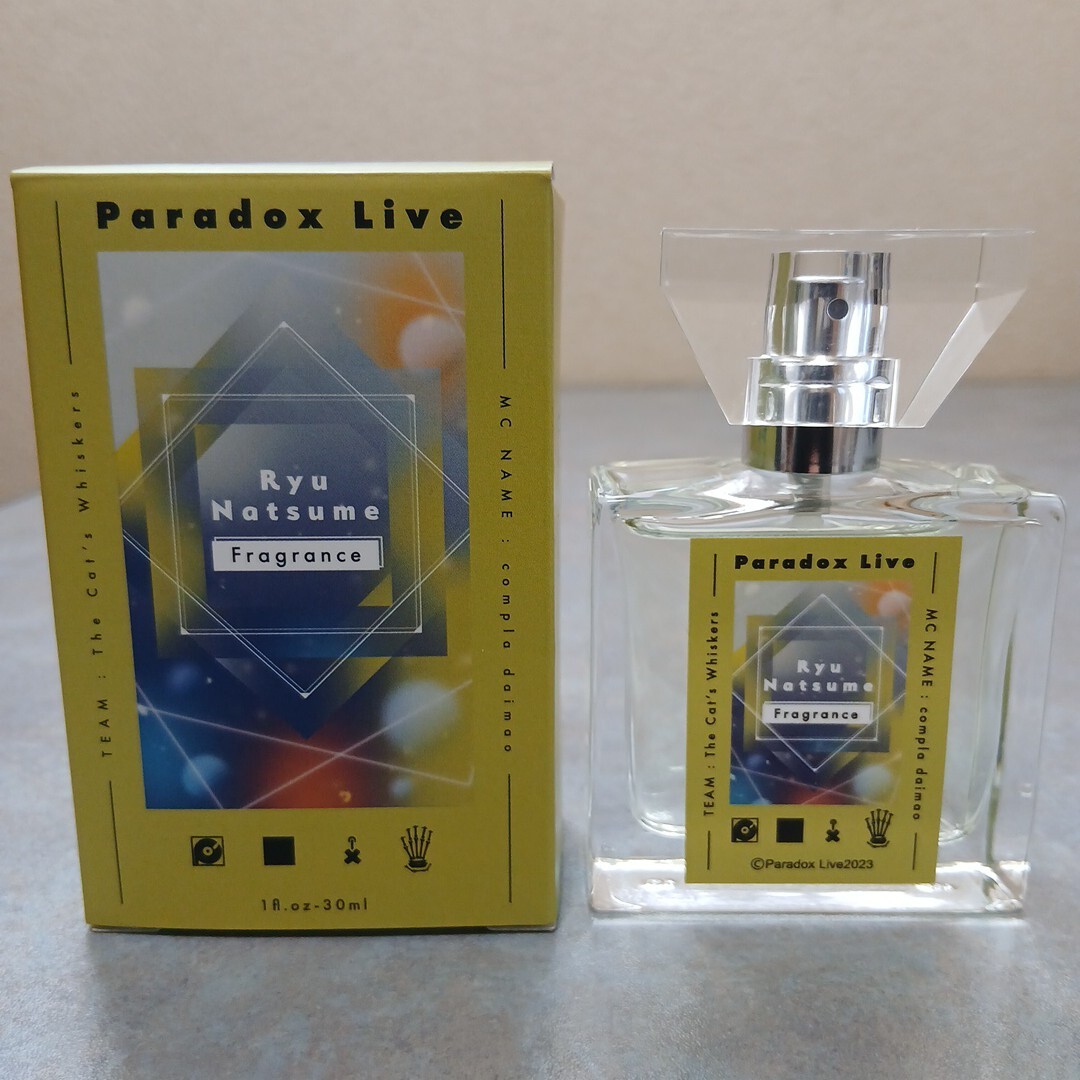 Paradox Live
TEAM : The Cat's Whiskers
MC NAME : compla daimao
Ryu
Natsume
Fragrance
1fl.oz-30ml
Paradox Live
TEAM : The Cat's Whiskers
MC NAME : compla daimao
Ryu
Natsume
Fragrance
©Paradox Live2023